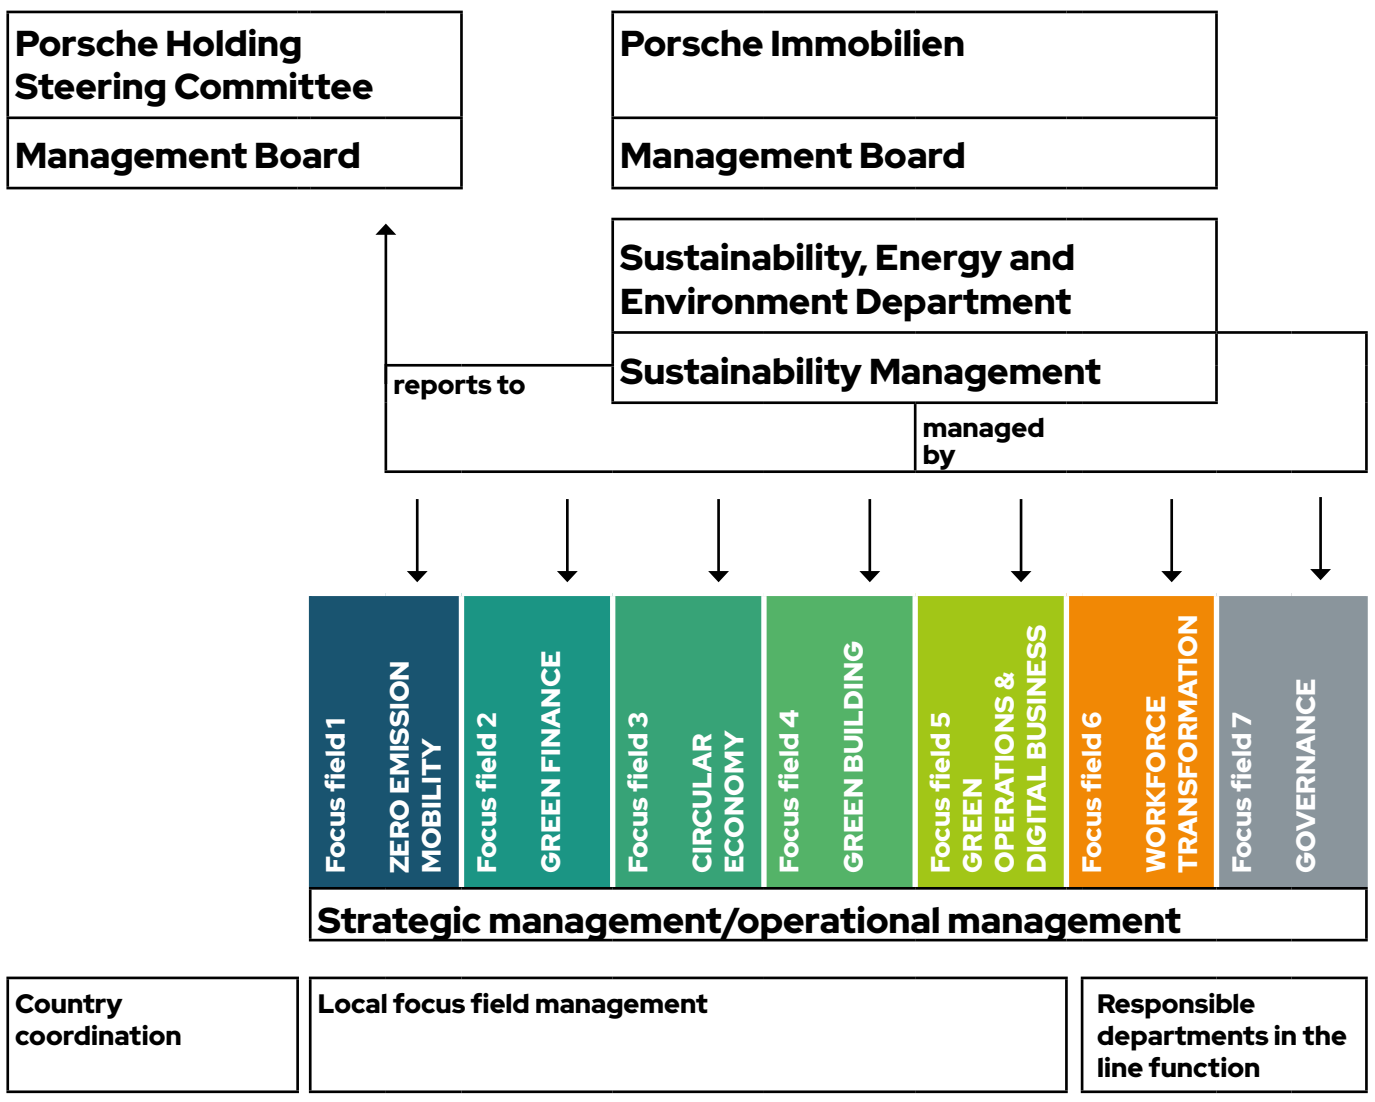 Porsche Holding
Steering Committee
Management Board
Porsche Immobilien
Management Board
Sustainability, Energy and
Environment Department
Sustainability Management
reports to
managed
by
Focus field 1
ZERO EMISSION
MOBILITY
Focus field 2
GREEN FINANCE
Focus field 3
CIRCULAR
ECONOMY
Focus field 4
GREEN BUILDING
Focus field 5
GREEN
OPERATIONS &
DIGITAL BUSINESS
Focus field 6
WORKFORCE
TRANSFORMATION
Focus field 7
GOVERNANCE
Strategic management/operational management
Country
coordination
Local focus field management
Responsible
departments in the
line function